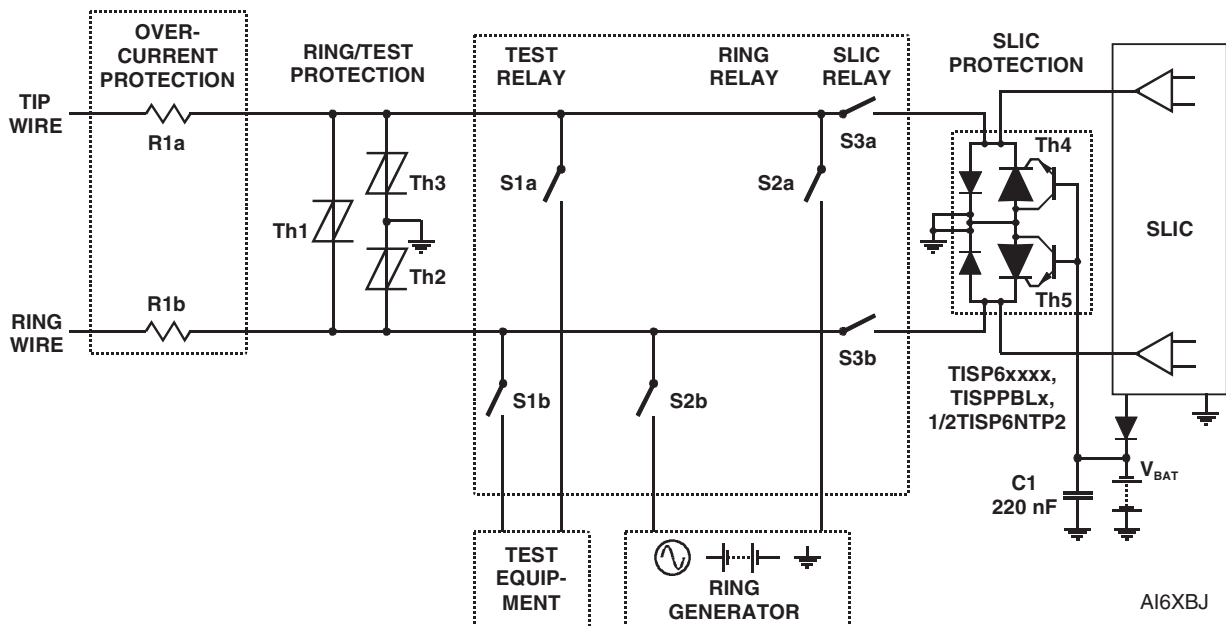 OVER-
CURRENT
PROTECTION
RING/TEST
PROTECTION
TEST
RELAY
RING
RELAY
SLIC
RELAY
SLIC
PROTECTION
TIP
WIRE
R1a
S3a
Th4
Th3
S1a
S2a
Th1
SLIC
Th2
Th5
R1b
RING
WIRE
S3b
S1b
S2b
TISP6xxxx,
TISPPBLx,
1/2TISP6NTP2
C1
220 nF
VBAT
TEST
EQUIP-
MENT
RING
GENERATOR
AI6XBJ